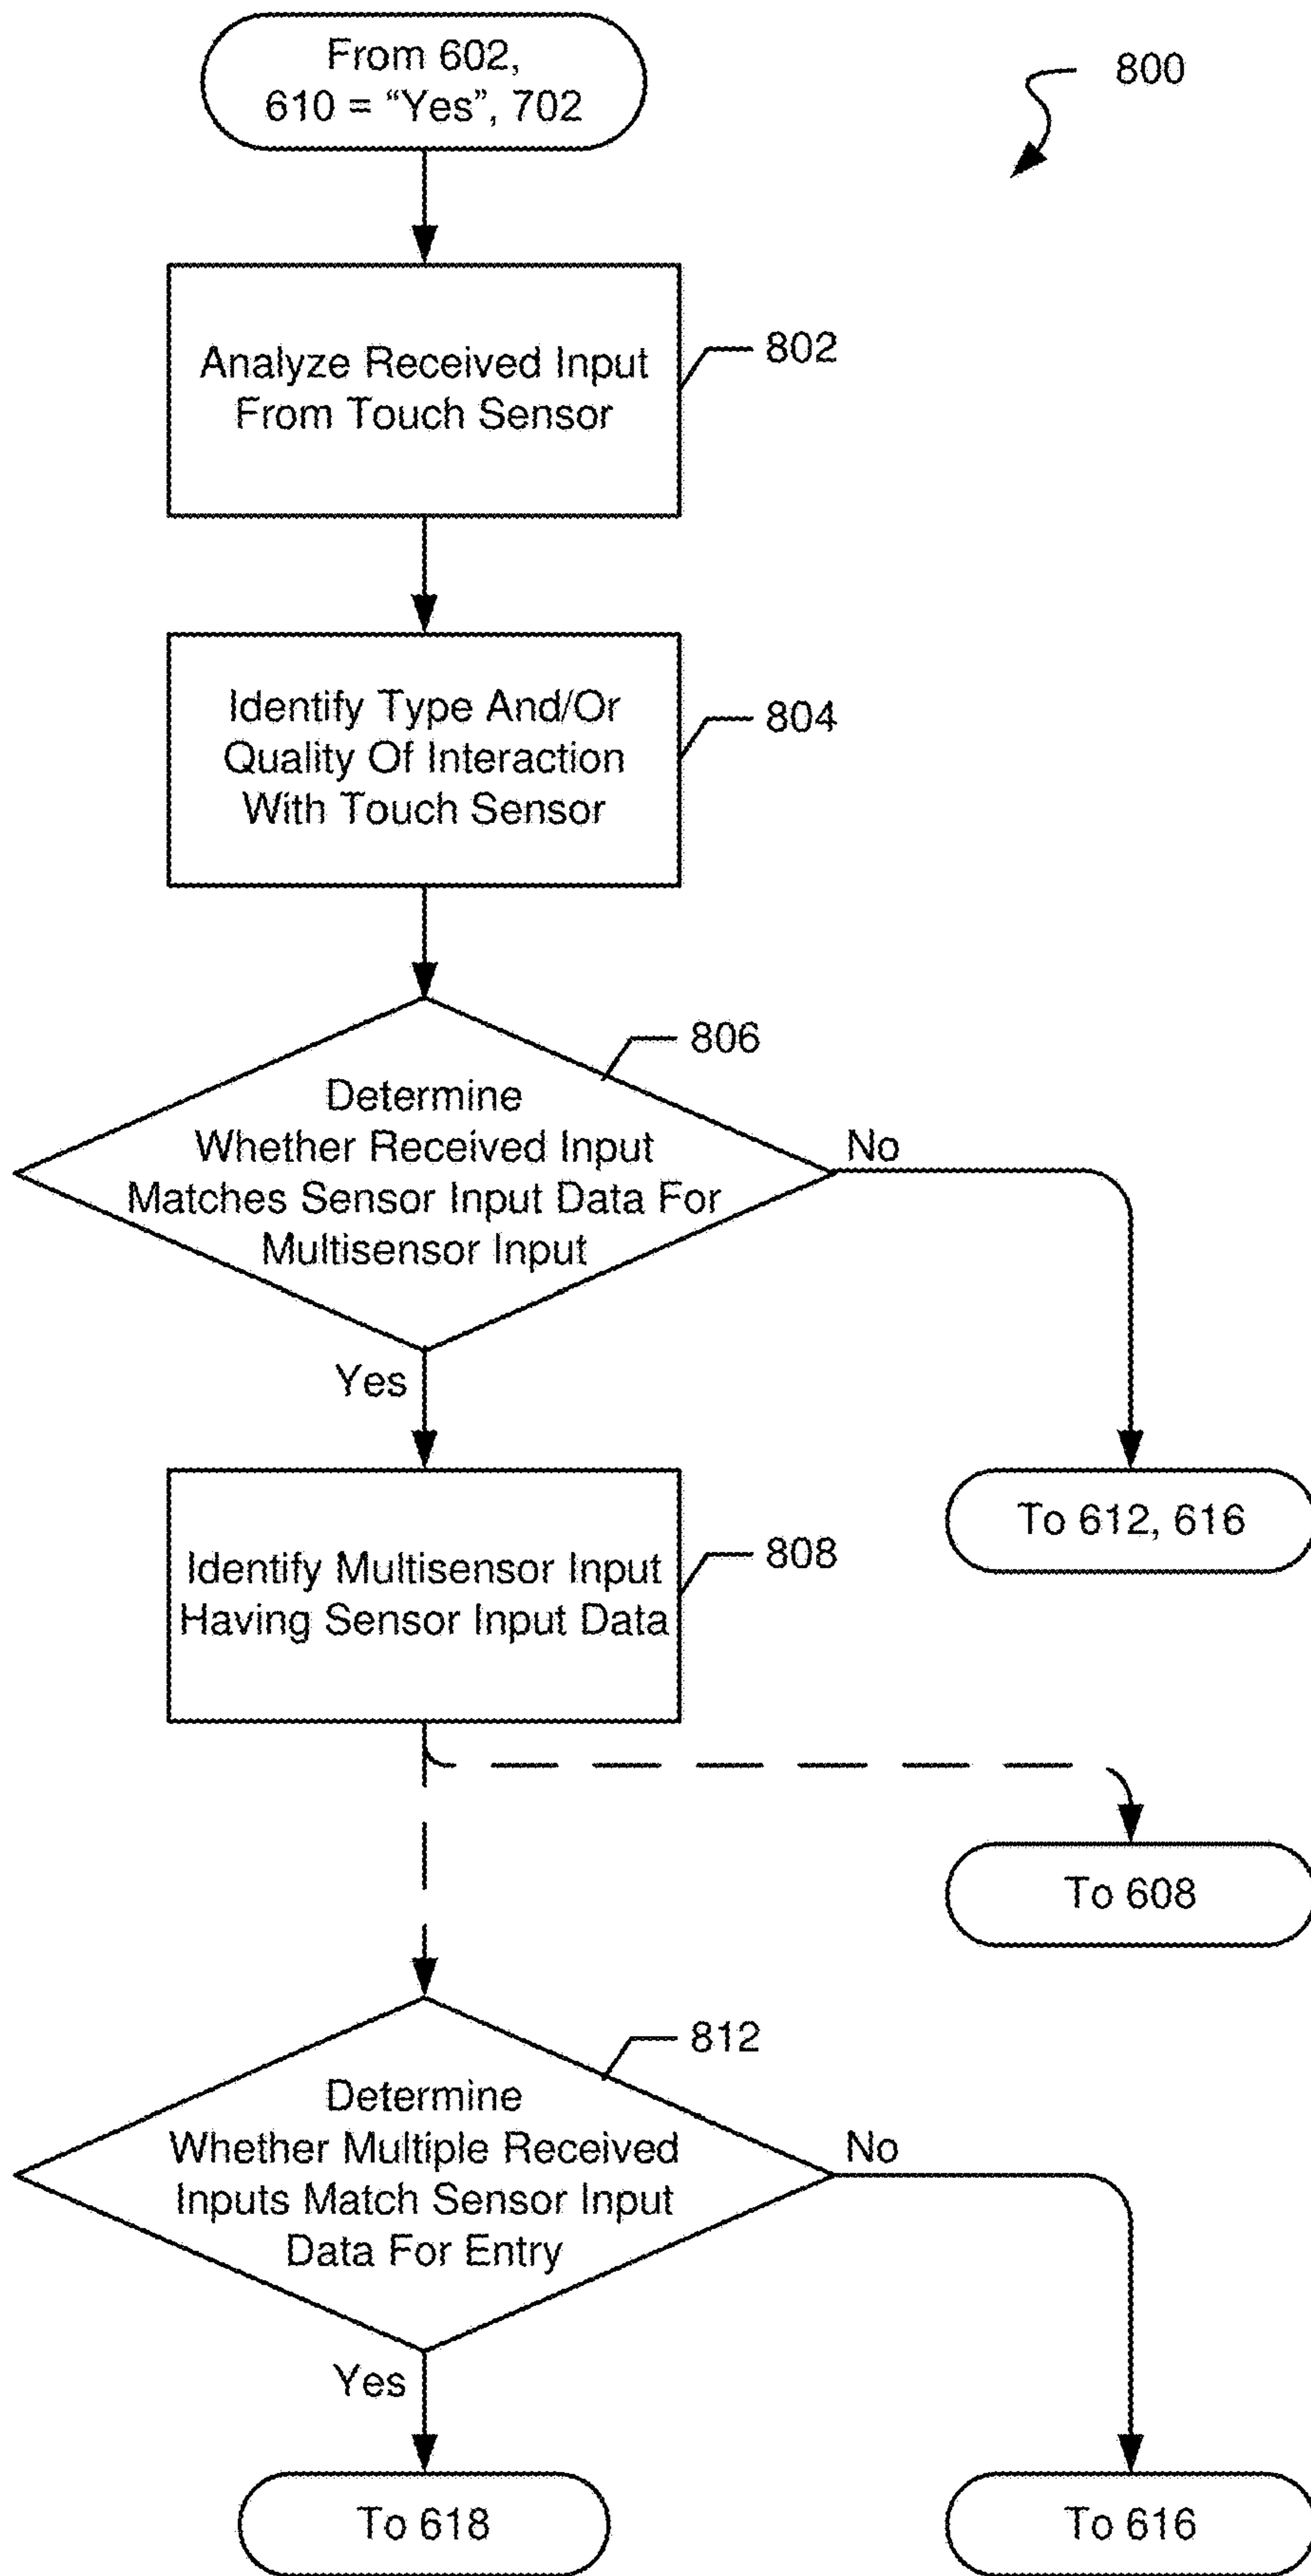 From 602,
610 = “Yes”, 702
800
Analyze Received Input
From Touch Sensor
802
Identify Type And/Or
Quality Of Interaction
With Touch Sensor
804
806
Determine
Whether Received Input
Matches Sensor Input Data For
Multisensor Input
No
Yes
To 612, 616
Identify Multisensor Input
Having Sensor Input Data
808
To 608
812
Determine
Whether Multiple Received
Inputs Match Sensor Input
Data For Entry
No
Yes
To 618
To 616